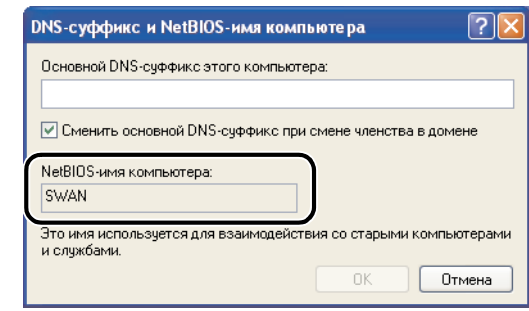 DNS-суффикс и NetBIOS-имя компьютера
Основной DNS-суффикс этого компьютера:
Сменить основной DNS-суффикс при смене членства в домене
NetBIOS-имя компьютера:
SWAN
Это имя используется для взаимодействия со старыми компьютерами
и службами.
OK
Отмена